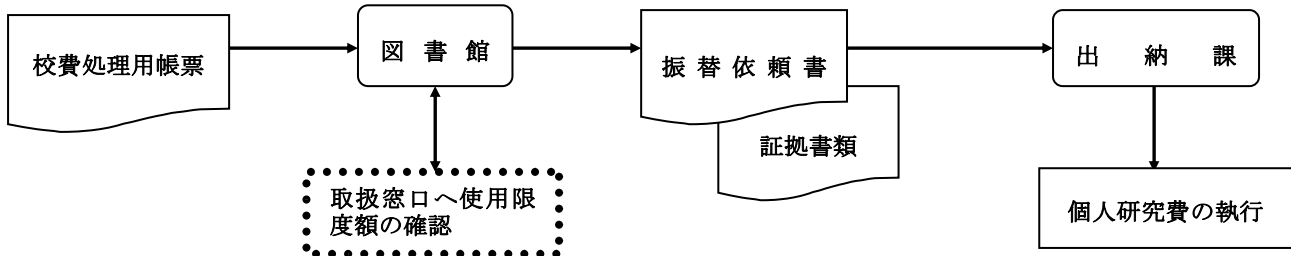 校費処理用帳票
図書館
振替依頼書
出納課
証拠書類
取扱窓口へ使用限
度額の確認
個人研究費の執行